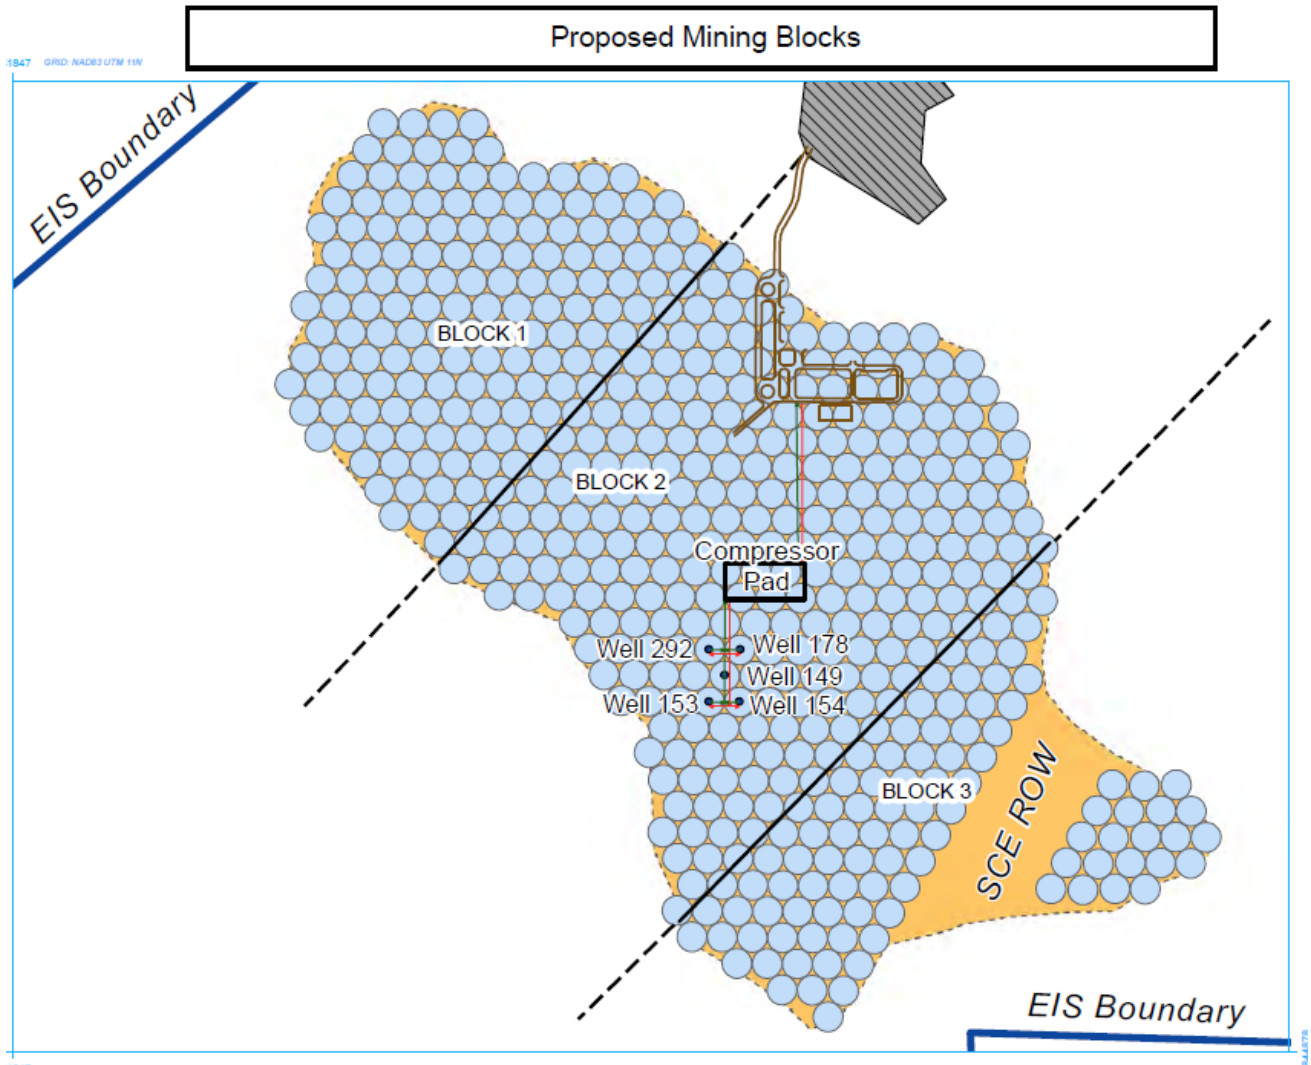 Proposed Mining Blocks
1847 GRID: NAD83 UTM 11N
EIS Boundary
BLOCK 1
BLOCK 2
Compressor
Pad
Well 292
Well 178
Well 149
Well 153
Well 154
BLOCK 3
SCE ROW
EIS Boundary